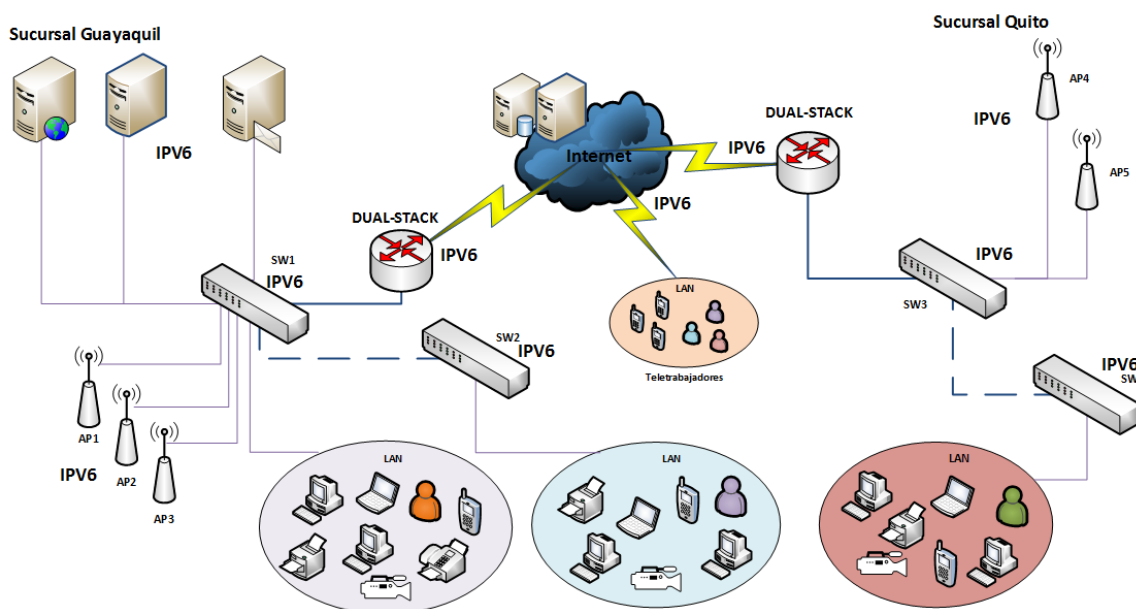 Sucursal Guayaquil
Sucursal Quito
AP4
IPV6
AP5
DUAL-STACK
IPV6
Internet
IPV6
IPV6
DUAL-STACK
IPV6
SW1
IPV6
IPV6
SW3
SW2
IPV6
LAN
Teletrabajadores
IPV6
SW
AP1
IPV6
AP2
AP3
LAN
LAN
LAN